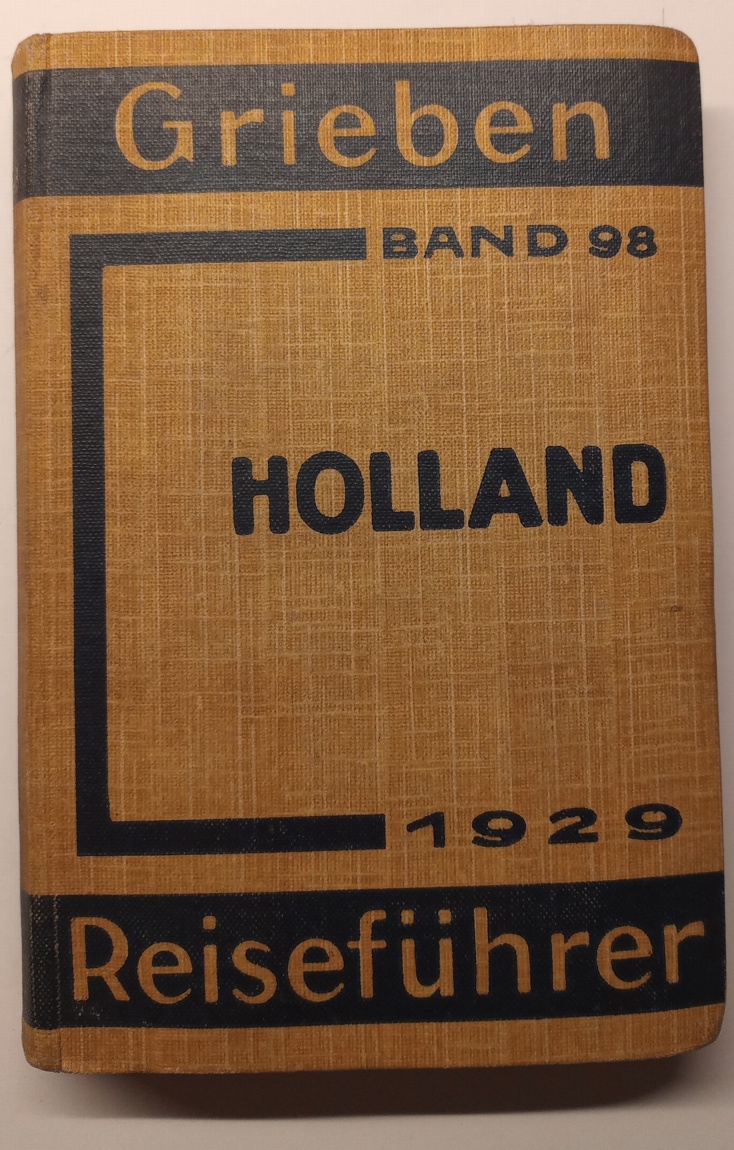 Grieben
BAND 98
HOLLAND
1929
Reiseführer